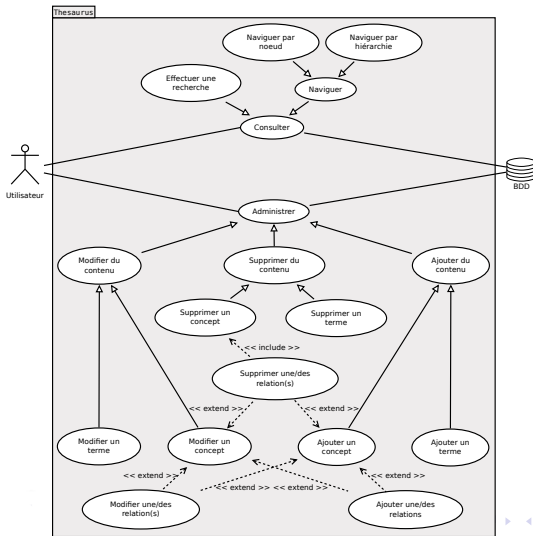 Thesaurus
Naviguer par
noeud
Naviguer par
hiérarchie
Effectuer une
recherche
Naviguer
Consulter
Utilisateur
BDD
Administrer
Modifier du
contenu
Supprimer du
contenu
Ajouter du
contenu
Supprimer un
concept
Supprimer un
terme
<< include >>
Supprimer une/des
relation(s)
<< extend >>
<< extend >>
Modifier un
terme
Modifier un
concept
Ajouter un
concept
Ajouter un
terme
<< extend >>
<< extend >>
<< extend >>
<< extend >>
Modifier une/des
relation(s)
Ajouter une/des
relations